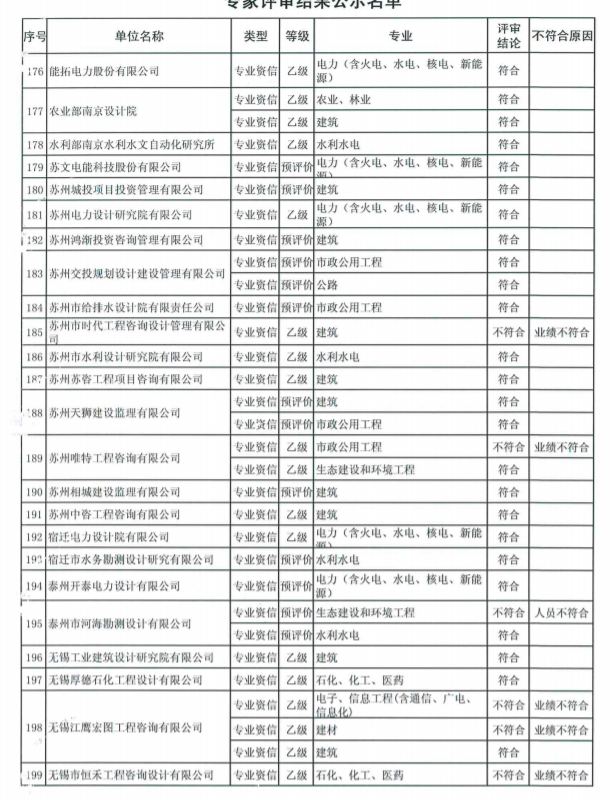 专家评审结果公示名单
序号 单位名称 类型 等级 专业 评审结论 不符合原因
176 能拓电力股份有限公司 专业资信 乙级 电力（含火电、水电、核电、新能源） 符合
177 农业部南京设计院 专业资信 乙级 农业、林业 符合
专业资信 乙级 建筑 符合
178 水利部南京水利水文自动化研究所 专业资信 乙级 水利水电 符合
179 苏文电能科技股份有限公司 专业资信 预评价 电力（含火电、水电、核电、新能源） 符合
180 苏州城投项目投资管理有限公司 专业资信 预评价 建筑 符合
181 苏州电力设计研究院有限公司 专业资信 乙级 电力（含火电、水电、核电、新能源） 符合
182 苏州鸿渐投资咨询管理有限公司 专业资信 预评价 建筑 符合
183 苏州交投规划设计建设管理有限公司 专业资信 预评价 市政公用工程 符合
专业资信 预评价 公路 符合
184 苏州市给排水设计院有限责任公司 专业资信 预评价 市政公用工程 符合
185 苏州市时代工程咨询设计管理有限公司 专业资信 乙级 建筑 不符合 业绩不符合
186 苏州市水利设计研究院有限公司 专业资信 乙级 水利水电 符合
187 苏州苏咨工程项目咨询有限公司 专业资信 乙级 建筑 符合
188 苏州天狮建设监理有限公司 专业资信 预评价 建筑 符合
专业资信 预评价 市政公用工程 符合
189 苏州唯特工程咨询有限公司 专业资信 乙级 市政公用工程 不符合 业绩不符合
专业资信 乙级 生态建设和环境工程 符合
190 苏州相城建设监理有限公司 专业资信 预评价 建筑 符合
191 苏州中咨工程咨询有限公司 专业资信 乙级 建筑 符合
192 宿迁电力设计院有限公司 专业资信 乙级 电力（含火电、水电、核电、新能源） 符合
193 宿迁市水务勘测设计研究有限公司 专业资信 预评价 水利水电 符合
194 泰州开泰电力设计有限公司 专业资信 预评价 电力（含火电、水电、核电、新能源） 符合
195 泰州市河海勘测设计有限公司 专业资信 预评价 生态建设和环境工程 不符合 人员不符合
专业资信 预评价 水利水电 符合
196 无锡工业建筑设计研究院有限公司 专业资信 乙级 建筑 符合
197 无锡厚德石化工程设计有限公司 专业资信 乙级 石化、化工、医药 符合
198 无锡江鹰宏图工程咨询有限公司 专业资信 乙级 电子、信息工程(含通信、广电、信息化) 不符合 业绩不符合
专业资信 乙级 建材 不符合 业绩不符合
专业资信 乙级 建筑 符合
199 无锡市恒禾工程咨询设计有限公司 专业资信 乙级 石化、化工、医药 不符合 业绩不符合